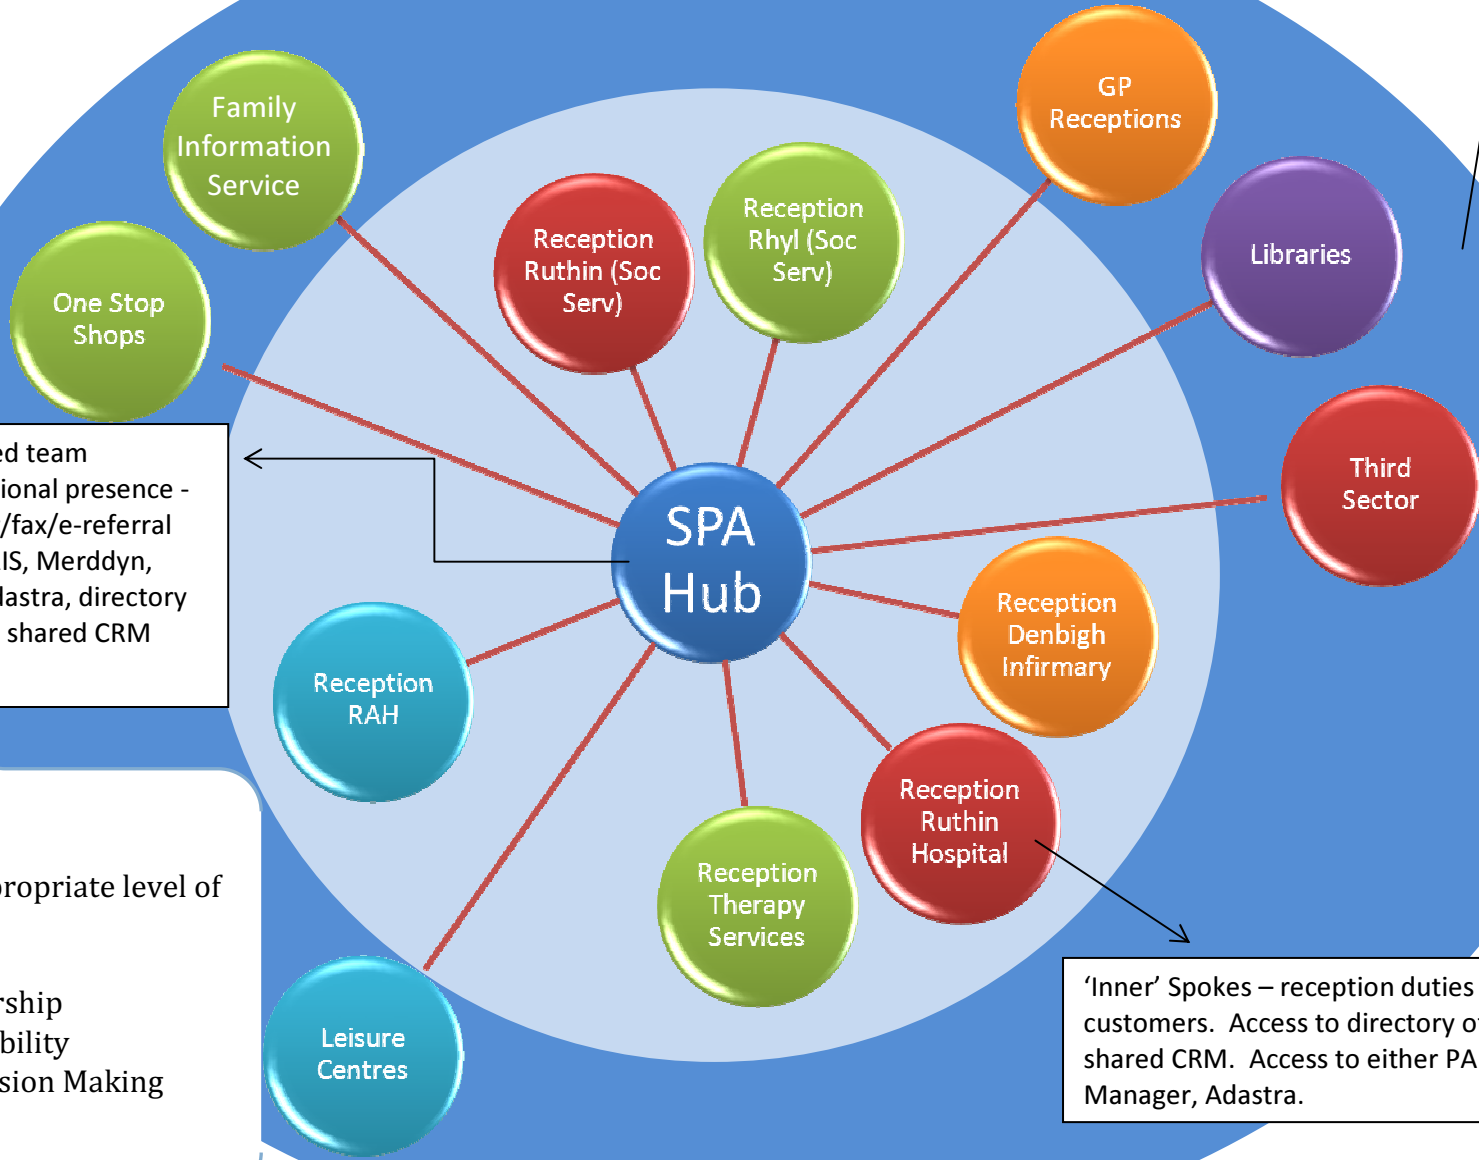 GP
Receptions
Family
Information
Service
Libraries
Reception
Rhyl (Soc
Serv)
Reception
Ruthin (Soc
Serv)
One Stop
Shops
Third
Sector
ed team
ional presence -
/fax/e-referral
IS, Merddyn,
dastra, directory
shared CRM
SPA
Hub
Reception
Denbigh
Infirmary
Reception
RAH
Reception
Ruthin
Hospital
Reception
Therapy
Services
propriate level of
rship
bility
sion Making
Leisure
Centres
‘Inner’ Spokes – reception duties
customers.  Access to directory of
shared CRM.  Access to either PA
Manager, Adastra.